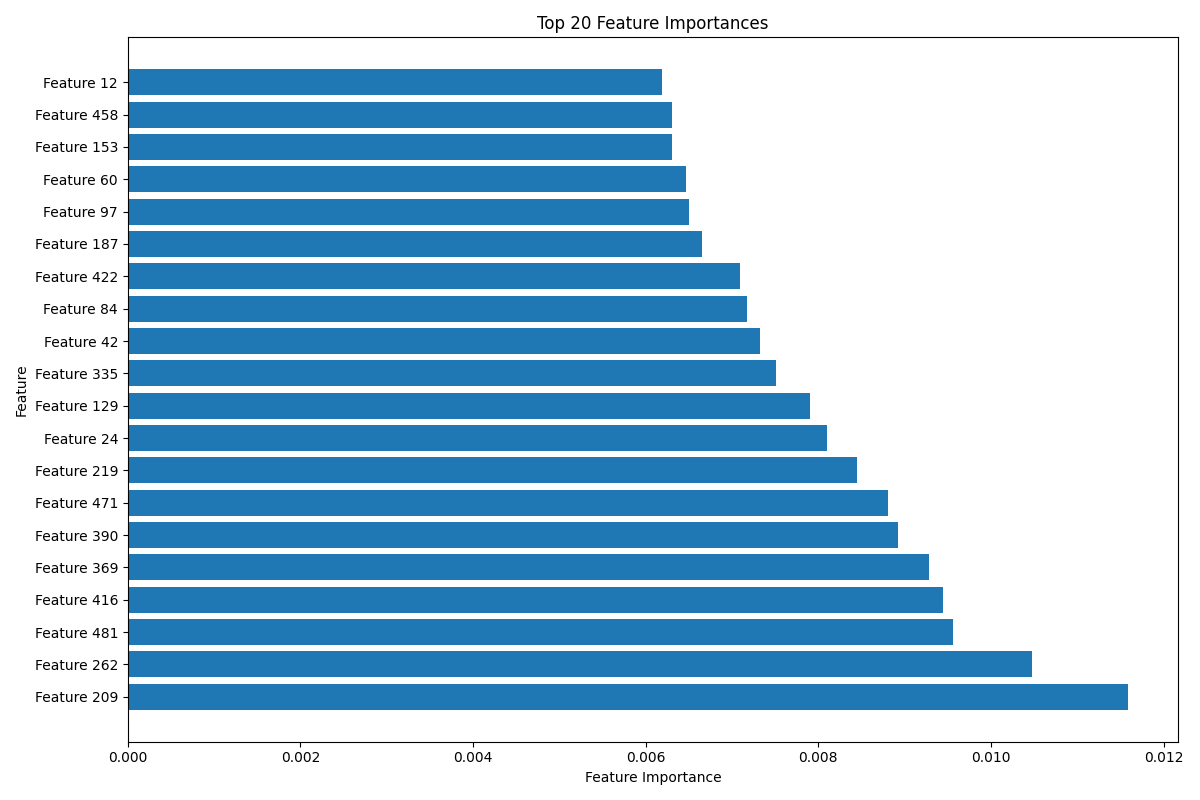 Top 20 Feature Importances
Feature 12
Feature 458
Feature 153
Feature 60
Feature 97
Feature 187
Feature 422
Feature 84
Feature 42
Feature 335
Feature 129
Feature 24
Feature 219
Feature 471
Feature 390
Feature 369
Feature 416
Feature 481
Feature 262
Feature 209
Feature
0.000 0.002 0.004 0.006 0.008 0.010 0.012
Feature Importance